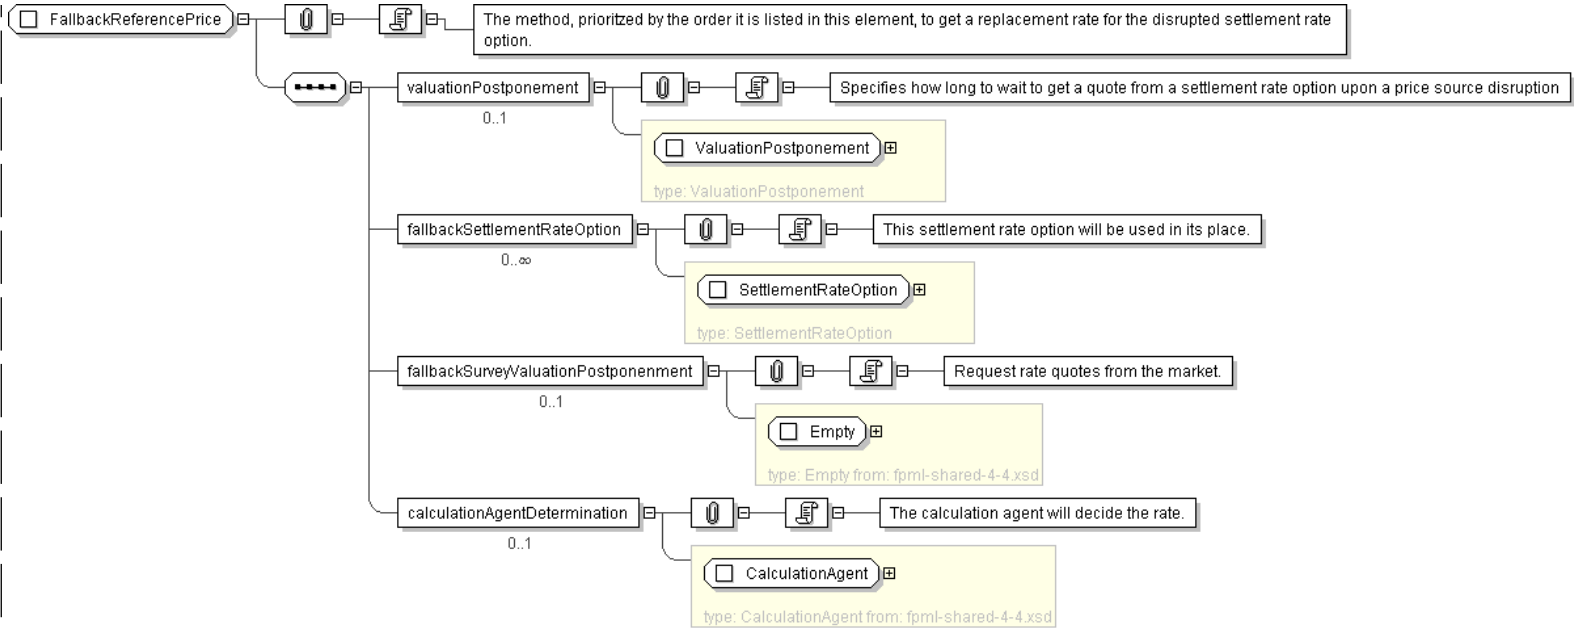 FallbackReferencePrice
The method, prioritzed by the order it is listed in this element, to get a replacement rate for the disrupted settlement rate
option.
valuationPostponement
0..1
Specifies how long to wait to get a quote from a settlement rate option upon a price source disruption
ValuationPostponement
type: ValuationPostponement
fallbackSettlementRateOption
0..∞
This settlement rate option will be used in its place.
SettlementRateOption
type: SettlementRateOption
fallbackSurveyValuationPostponenment
0..1
Request rate quotes from the market.
Empty
type: Empty from: fpml-shared-4-4.xsd
calculationAgentDetermination
0..1
The calculation agent will decide the rate.
CalculationAgent
type: CalculationAgent from: fpml-shared-4-4.xsd